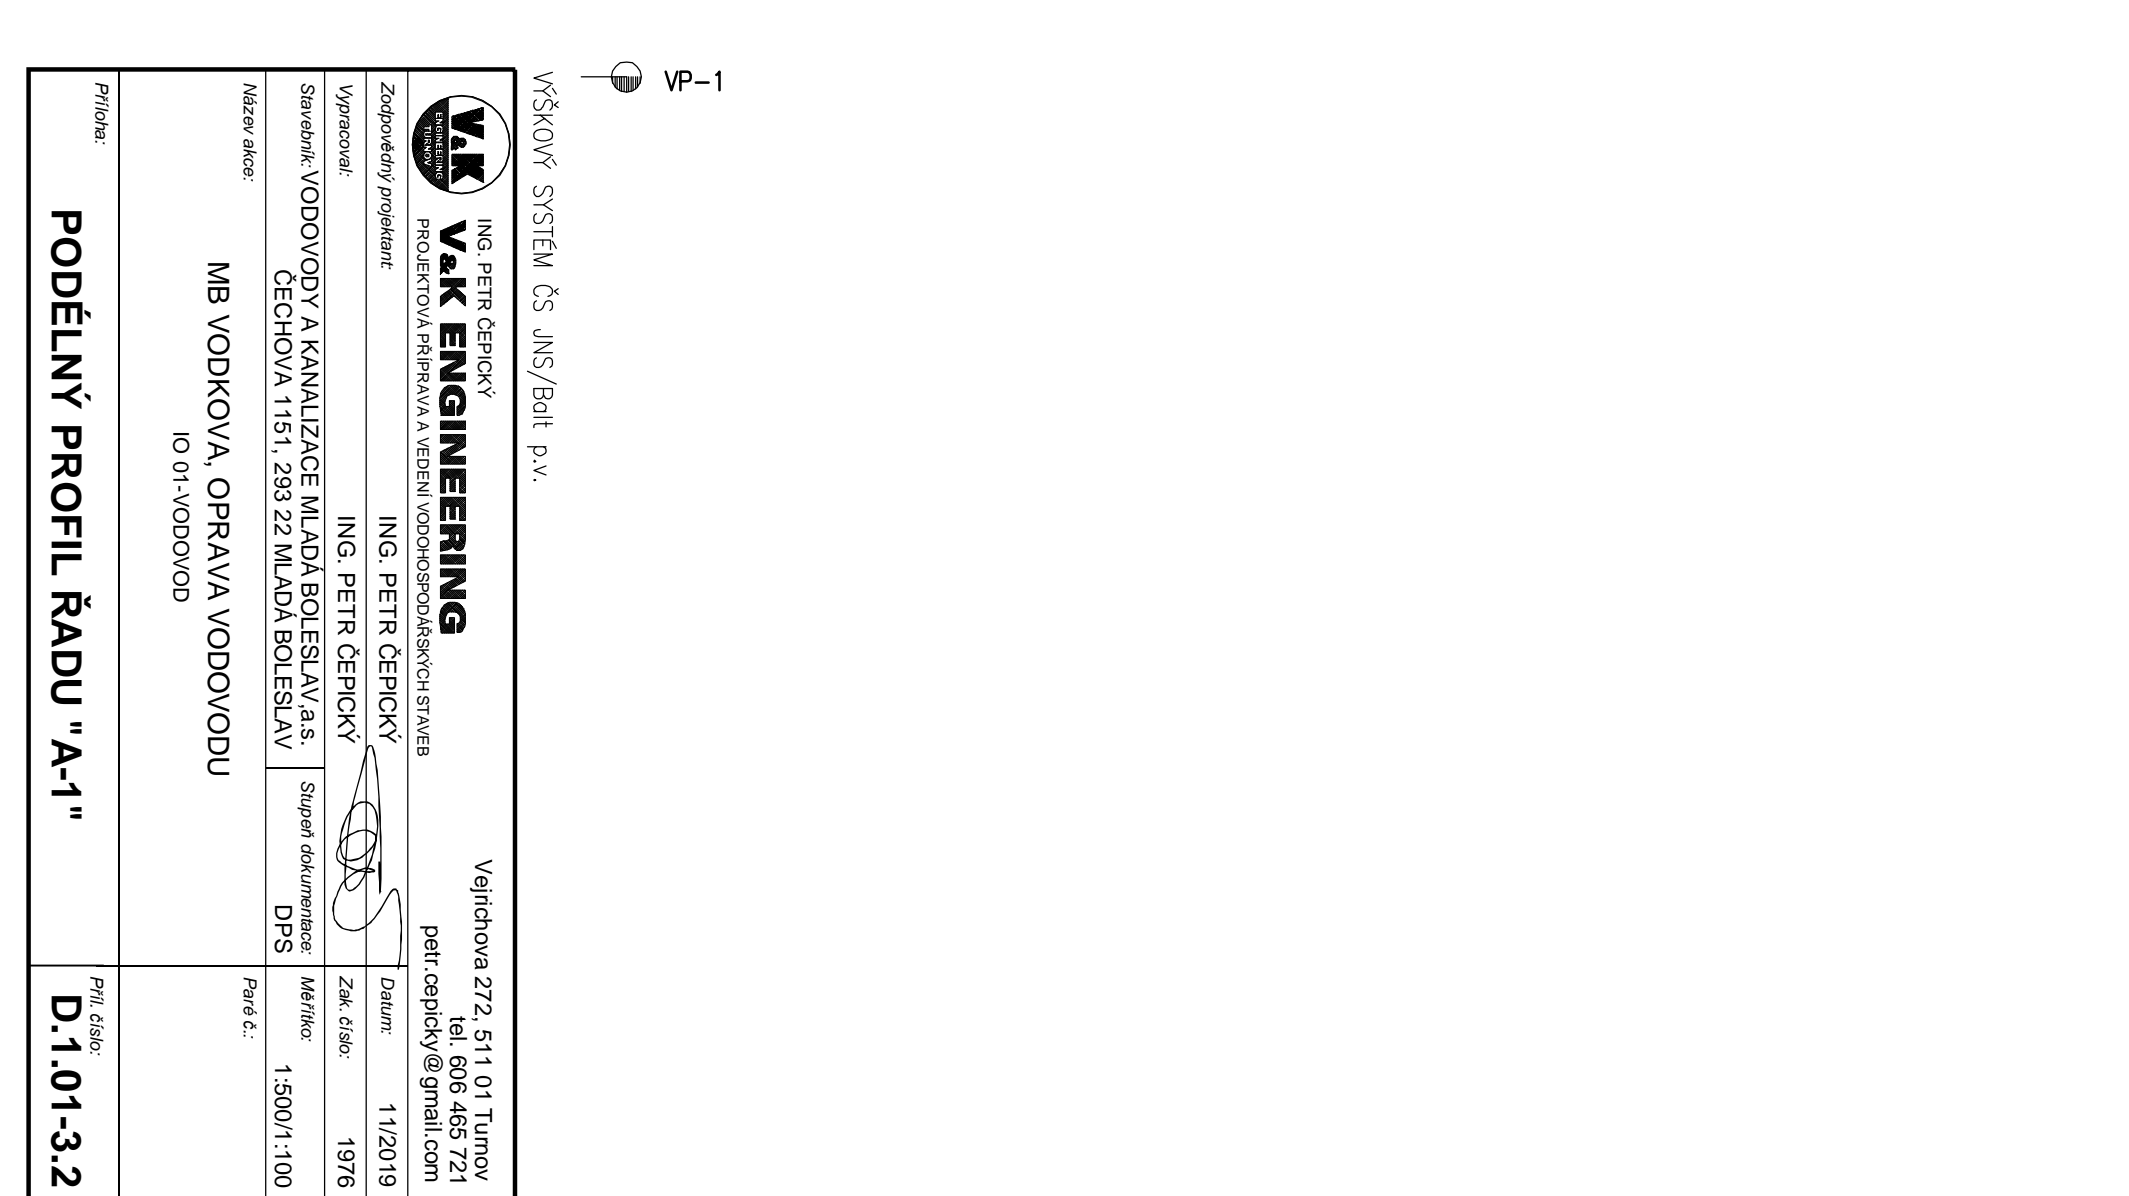 VP-1
VÝŠKOVÝ SYSTÉM ČS JNS/Balt p.v.
V&K
ENGINEERING
TURNOV
ING. PETR ČEPICKÝ
V&K ENGINEERING
PROJEKTOVÁ PŘÍPRAVA A VEDENÍ VODOHOSPODÁŘSKÝCH STAVEB
Vejrichova 272, 511 01 Turnov
tel. 606 465 721
petr.cepicky@gmail.com
Zodpovědný projektant: ING. PETR ČEPICKÝ
Datum: 11/2019
Vypracoval: ING. PETR ČEPICKÝ
Zak. číslo: 1976
Stavebník: VODOVODY A KANALIZACE MLADÁ BOLESLAV,a.s.
ČECHOVA 1151, 293 22 MLADÁ BOLESLAV
Stupeň dokumentace:
DPS
Měřítko:
1:500/1:100
Název akce:
MB VODKOVA, OPRAVA VODOVODU
IO 01-VODOVOD
Paré č.:
Příloha:
PODÉLNÝ PROFIL ŘADU "A-1"
Příl. číslo:
D.1.01-3.2